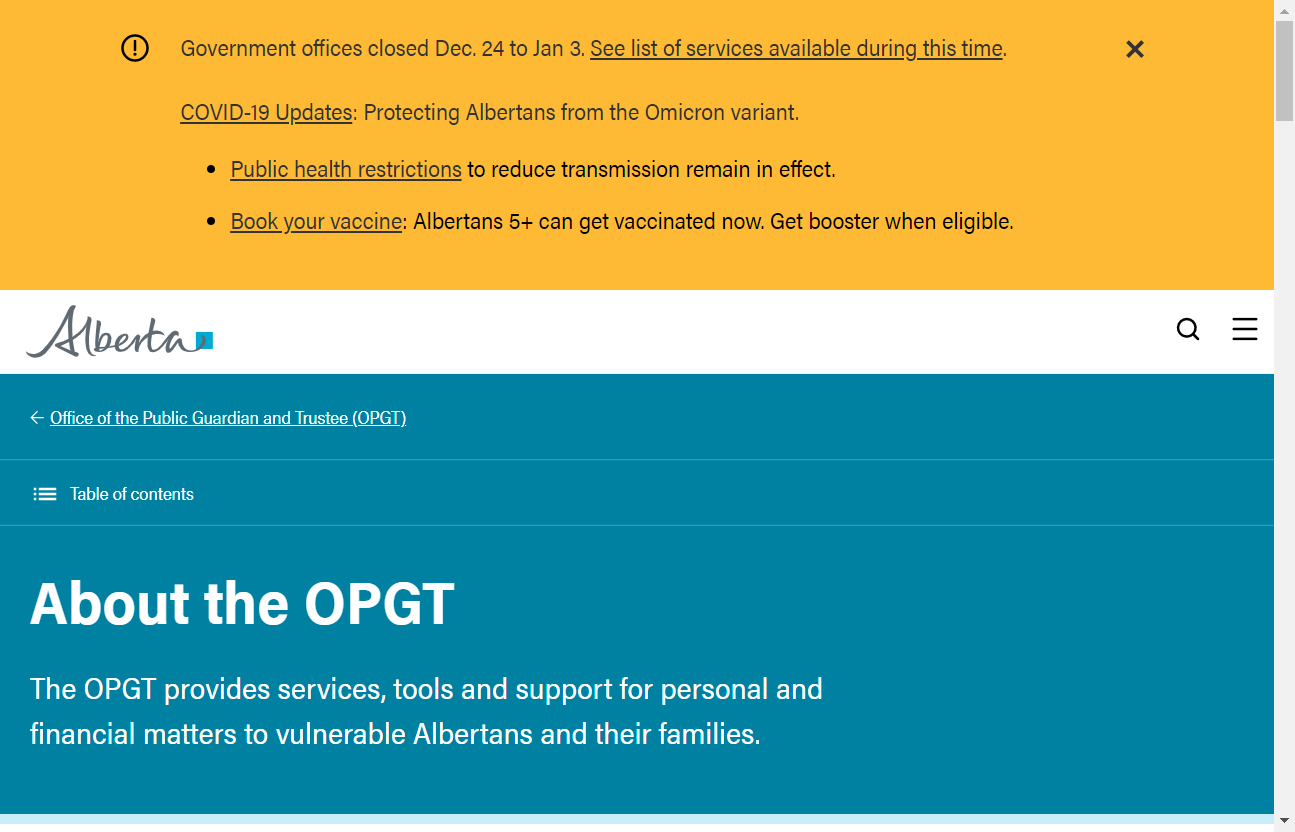 Government offices closed Dec. 24 to Jan 3. See list of services available during this time.
COVID-19 Updates: Protecting Albertans from the Omicron variant.
• Public health restrictions to reduce transmission remain in effect.
• Book your vaccine: Albertans 5+ can get vaccinated now. Get booster when eligible.
Alberta
Office of the Public Guardian and Trustee (OPGT)
Table of contents
About the OPGT
The OPGT provides services, tools and support for personal and
financial matters to vulnerable Albertans and their families.